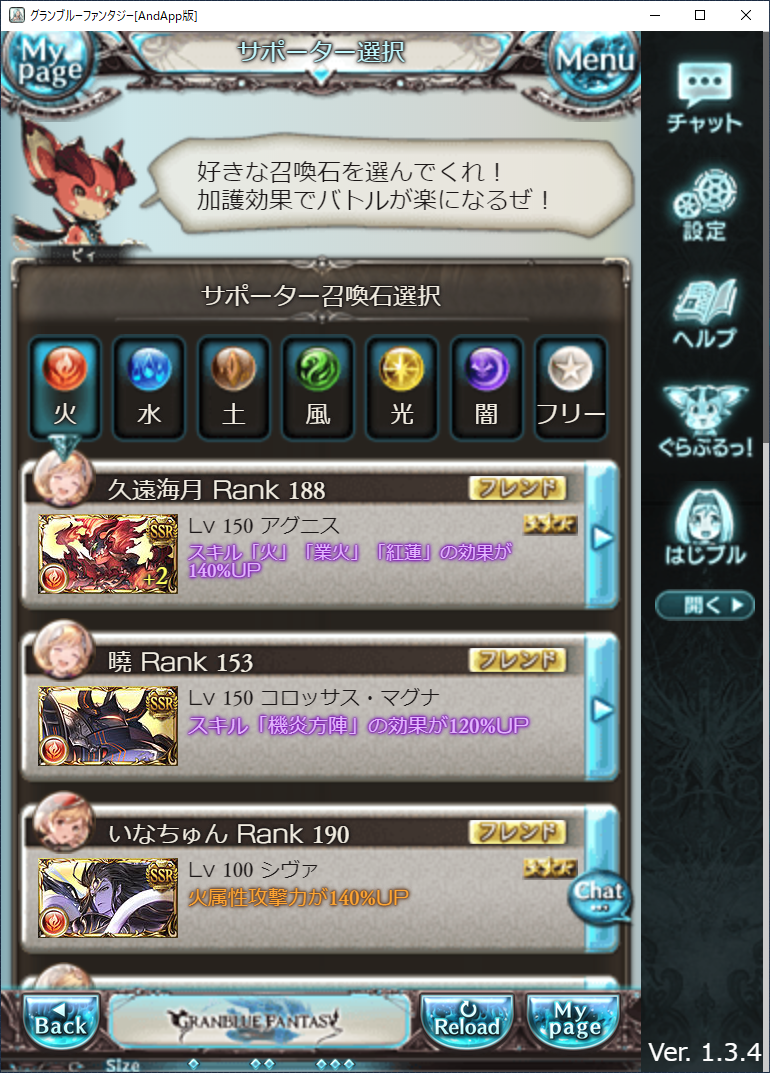 グランブルーファンタジー[AndApp版]
My page
サポーター選択
Menu
好きな召喚石を選んでくれ！
加護効果でバトルが楽になるぜ！
ビィ
サポーター召喚石選択
火
水
土
風
光
闇
フリー
久遠海月 Rank 188
フレンド
SSR
+2
Lv 150 アグニス
スキル「火」「業火」「紅蓮」の効果が
140%UP
暁 Rank 153
フレンド
SSR
Lv 150 コロッサス・マグナ
スキル「機炎方陣」の効果が120%UP
いなちゅん Rank 190
フレンド
SSR
Lv 100 シヴァ
火属性攻撃力が140%UP
Chat
Back
GRANBLUE FANTASY
Reload
My page
Size
チャット
設定
ヘルプ
ぐらぶるっ!
はじブル
開く
Ver. 1.3.4